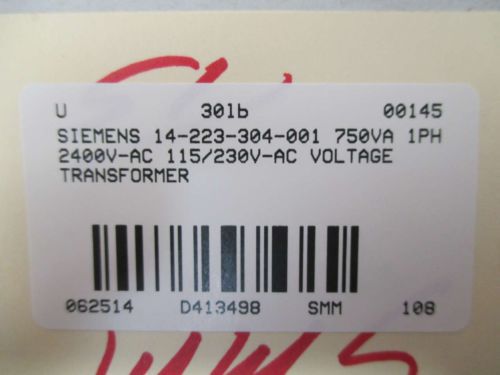 U 30lb 00145
SIEMENS 14-223-304-001 750VA 1PH
2400V-AC 115/230V-AC VOLTAGE
TRANSFORMER
062514 D413498 SMM 108